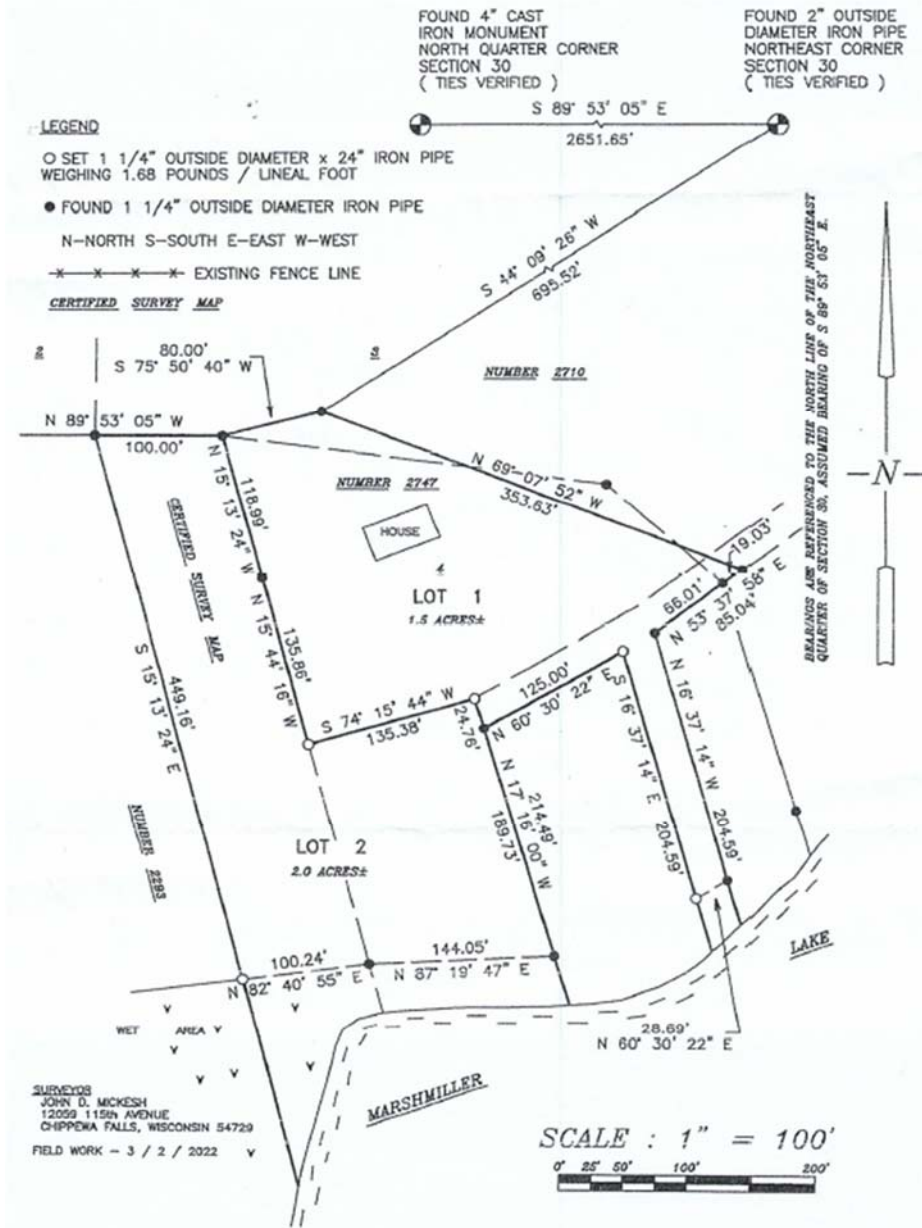 FOUND 4" CAST
IRON MONUMENT
NORTH QUARTER CORNER
SECTION 30
( TIES VERIFIED )
FOUND 2" OUTSIDE
DIAMETER IRON PIPE
NORTHEAST CORNER
SECTION 30
( TIES VERIFIED )
S 89° 53' 05" E
2651.65'
LEGEND
O SET 1 1/4" OUTSIDE DIAMETER x 24" IRON PIPE
WEIGHING 1.68 POUNDS / LINEAL FOOT
● FOUND 1 1/4" OUTSIDE DIAMETER IRON PIPE
N-NORTH S-SOUTH E-EAST W-WEST
EXISTING FENCE LINE
CERTIFIED SURVEY MAP
S 44° 09' 26" W
695.52'
BEARINGS ARE REFERENCED TO THE NORTH LINE OF THE NORTHEAST
QUARTER OF SECTION 30, ASSUMED BEARING OF S 89° 53' 05" E.
2
80.00'
S 75° 50' 40" W
3
NUMBER 2710
N 89° 53' 05" W
100.00'
N 69° 07' 52" W
353.63'
N
118.99'
N 15° 13' 24" W
NUMBER 2747
HOUSE
4
LOT 1
1.5 ACRES±
CERTIFIED SURVEY MAP
19.03'
66.01'
N 53° 37' 58" E
85.04'
135.86'
N 15° 44' 16" W
S 74° 15' 44" W
135.38'
24.76'
125.00'
N 60° 30' 22" E
S 16° 37' 14" E
204.59'
N 16° 37' 14" W
204.59'
449.16'
S 15° 13' 24" E
214.49'
N 17° 16' 00" W
189.73'
NUMBER 2293
LOT 2
2.0 ACRES±
100.24'
N 82° 40' 55" E
144.05'
N 87° 19' 47" E
LAKE
28.69'
N 60° 30' 22" E
WET AREA
MARSHMILLER
SURVEYOR
JOHN D. MICKESH
12059 115th AVENUE
CHIPPEWA FALLS, WISCONSIN 54729
FIELD WORK - 3 / 2 / 2022
SCALE : 1" = 100'
0' 25' 50' 100' 200'